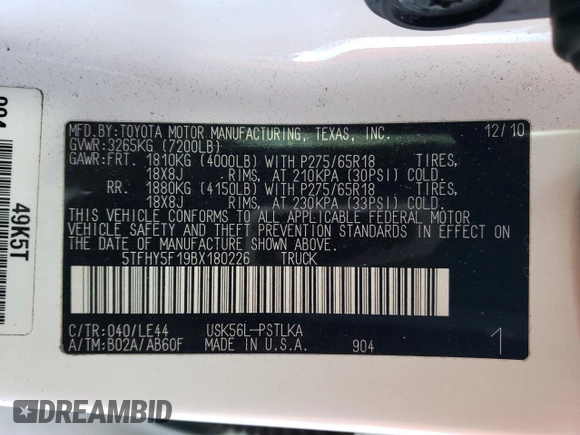 MFD.BY:TOYOTA MOTOR MANUFACTURING, TEXAS, INC. 12/10
GVWR:3265KG (7200LB)
GAWR:FRT. 1810KG (4000LB) WITH P275/65R18 TIRES,
18X8J RIMS, AT 210KPA (30PSI) COLD.
RR. 1880KG (4150LB) WITH P275/65R18 TIRES,
18X8J RIMS, AT 230KPA (33PSI) COLD.
THIS VEHICLE CONFORMS TO ALL APPLICABLE FEDERAL MOTOR
VEHICLE SAFETY AND THEFT PREVENTION STANDARDS IN EFFECT ON
THE DATE OF MANUFACTURE SHOWN ABOVE.
5TFHY5F19BX180226 TRUCK
C/TR:040/LE44 USK56L-PSTLKA
A/TM:B02A/AB60F MADE IN U.S.A. 904 1
49K5T
DREAMBID